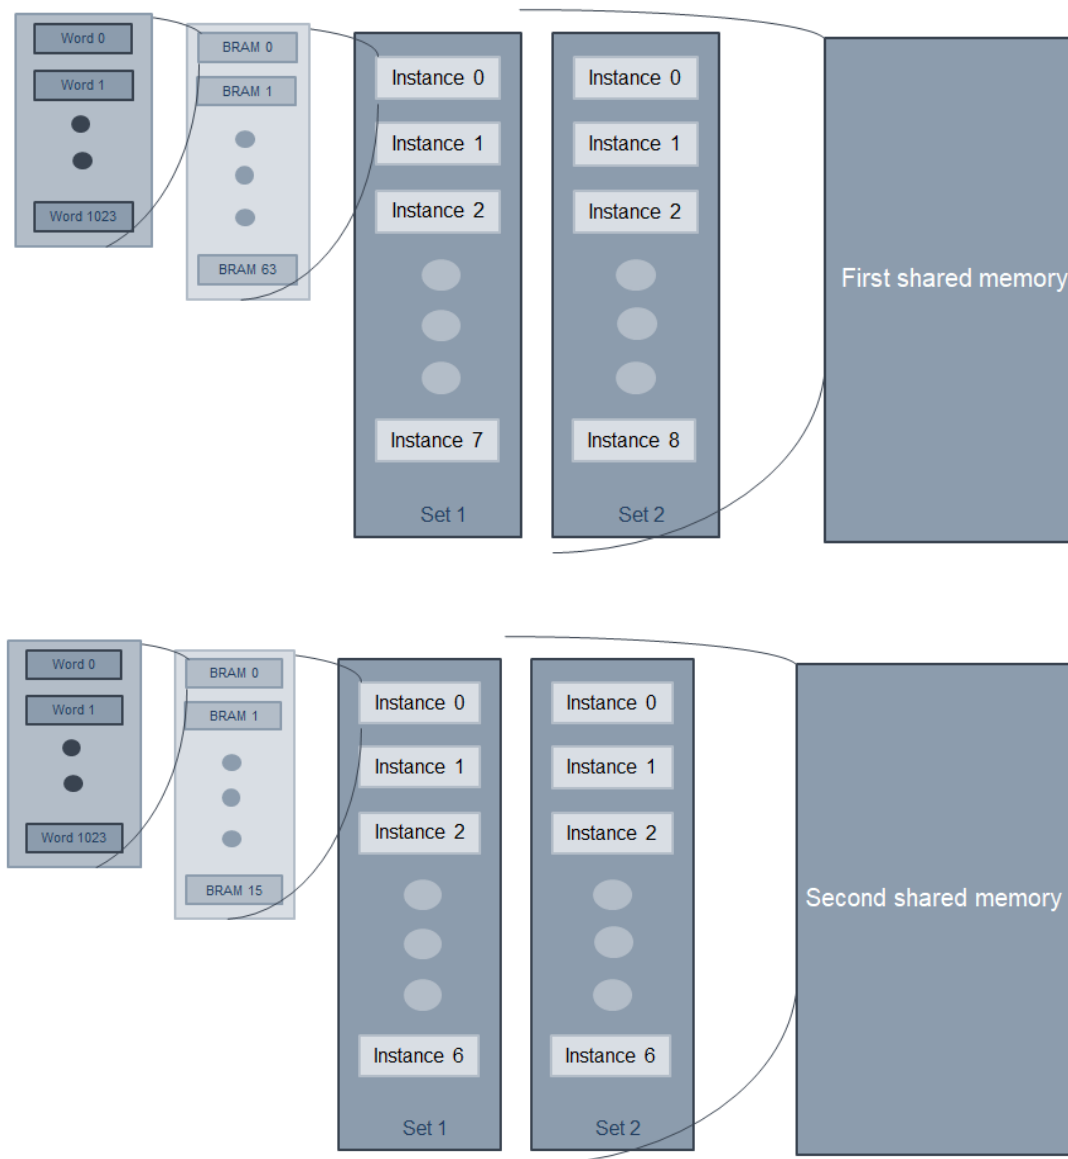 Word 0
Word 1
Word 1023
BRAM 0
BRAM 1
BRAM 63
Instance 0
Instance 1
Instance 2
Instance 7
Set 1
Instance 0
Instance 1
Instance 2
Instance 8
Set 2
First shared memory
Word 0
Word 1
Word 1023
BRAM 0
BRAM 1
BRAM 15
Instance 0
Instance 1
Instance 2
Instance 6
Set 1
Instance 0
Instance 1
Instance 2
Instance 6
Set 2
Second shared memory